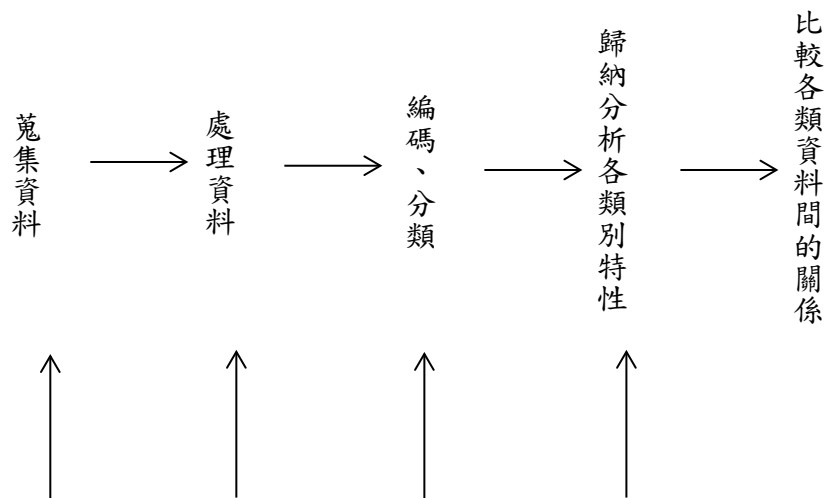 蒐集資料
處理資料
編碼、分類
歸納分析各類別特性
比較各類資料間的關係